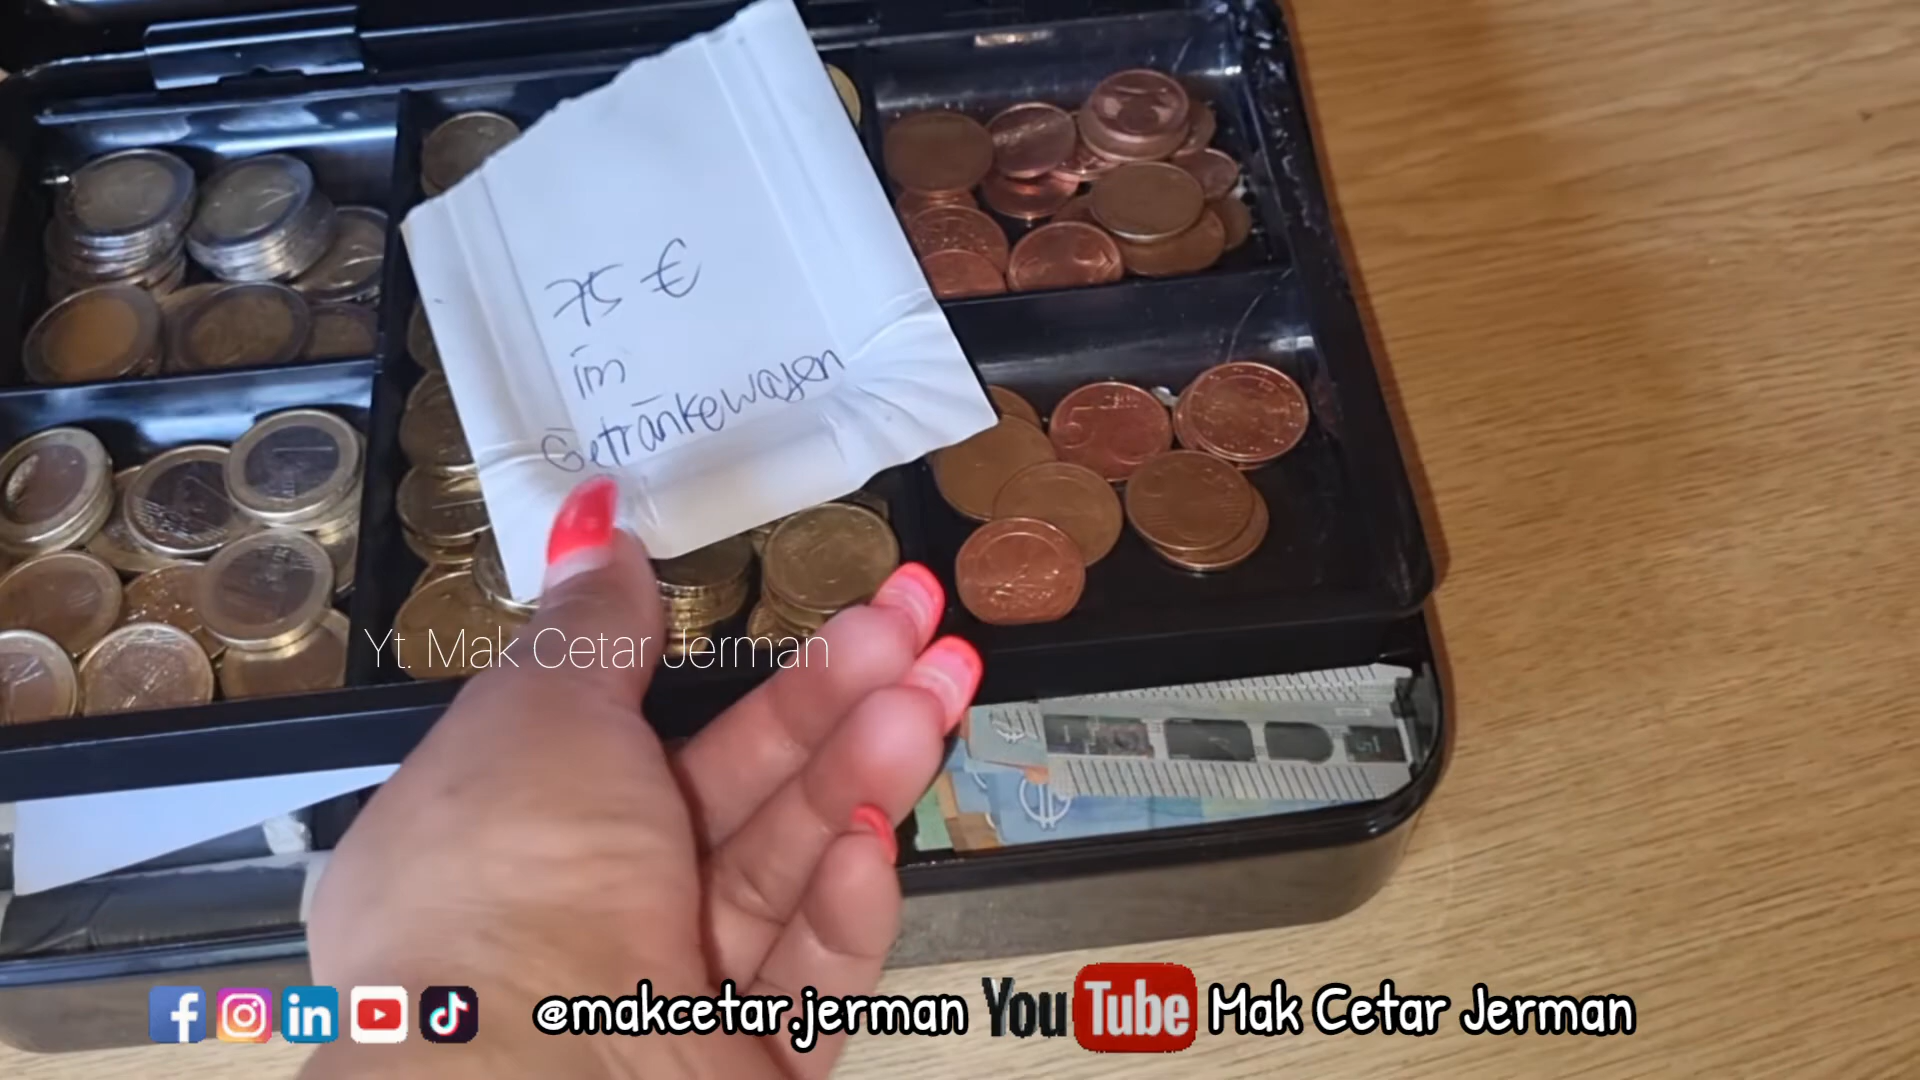 75 €
im
Getränkewagen
Yt. Mak Cetar Jerman
@makcetar.jerman YouTube Mak Cetar Jerman